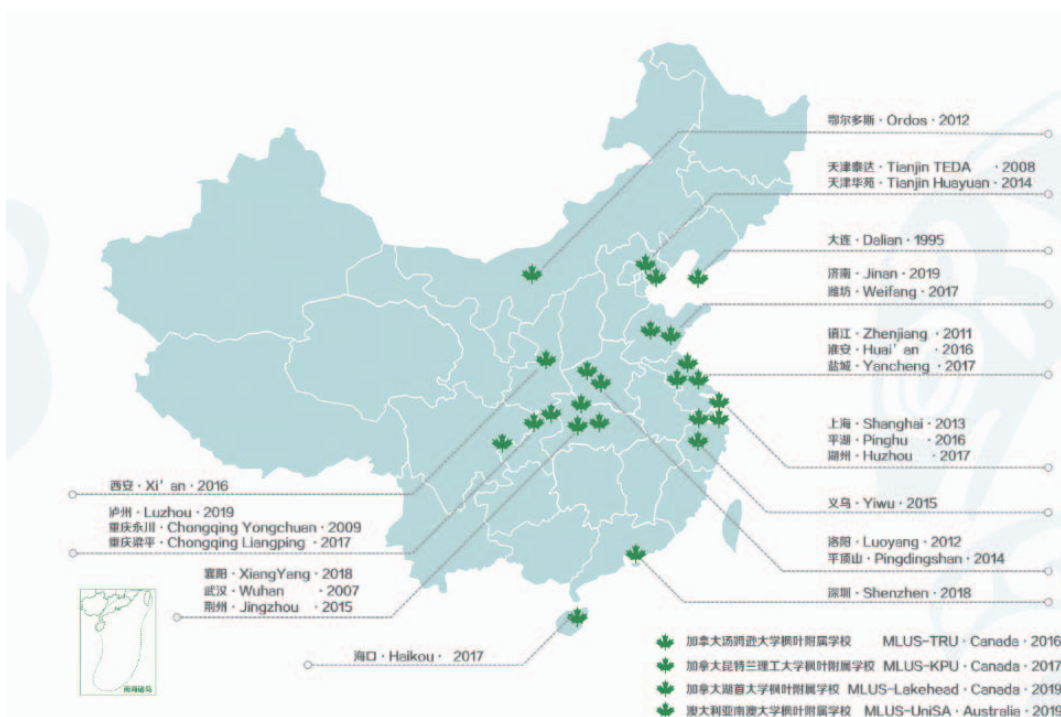 鄂尔多斯·Ordos·2012
天津泰达·Tianjin TEDA ·2008
天津华苑·Tianjin Huayuan·2014
大连·Dalian·1995
济南·Jinan·2019
潍坊·Weifang·2017
镇江·Zhenjiang·2011
淮安·Huai'an ·2016
盐城·Yancheng·2017
上海·Shanghai·2013
平湖·Pinghu ·2016
湖州·Huzhou ·2017
义乌·Yiwu·2015
洛阳·Luoyang·2012
平顶山·Pingdingshan·2014
深圳·Shenzhen·2018
西安·Xi'an·2016
泸州·Luzhou·2019
重庆永川·Chongqing Yongchuan·2009
重庆梁平·Chongqing Liangping·2017
襄阳·XiangYang·2018
武汉·Wuhan ·2007
荆州·Jingzhou ·2015
海口·Haikou· 2017
南海诸岛
加拿大汤姆逊大学枫叶附属学校 MLUS-TRU·Canada·2016
加拿大昆特兰理工大学枫叶附属学校 MLUS-KPU·Canada·2017
加拿大湖首大学枫叶附属学校 MLUS-Lakehead·Canada·2019
澳大利亚南澳大学枫叶附属学校 MLUS-UniSA·Australia·2019